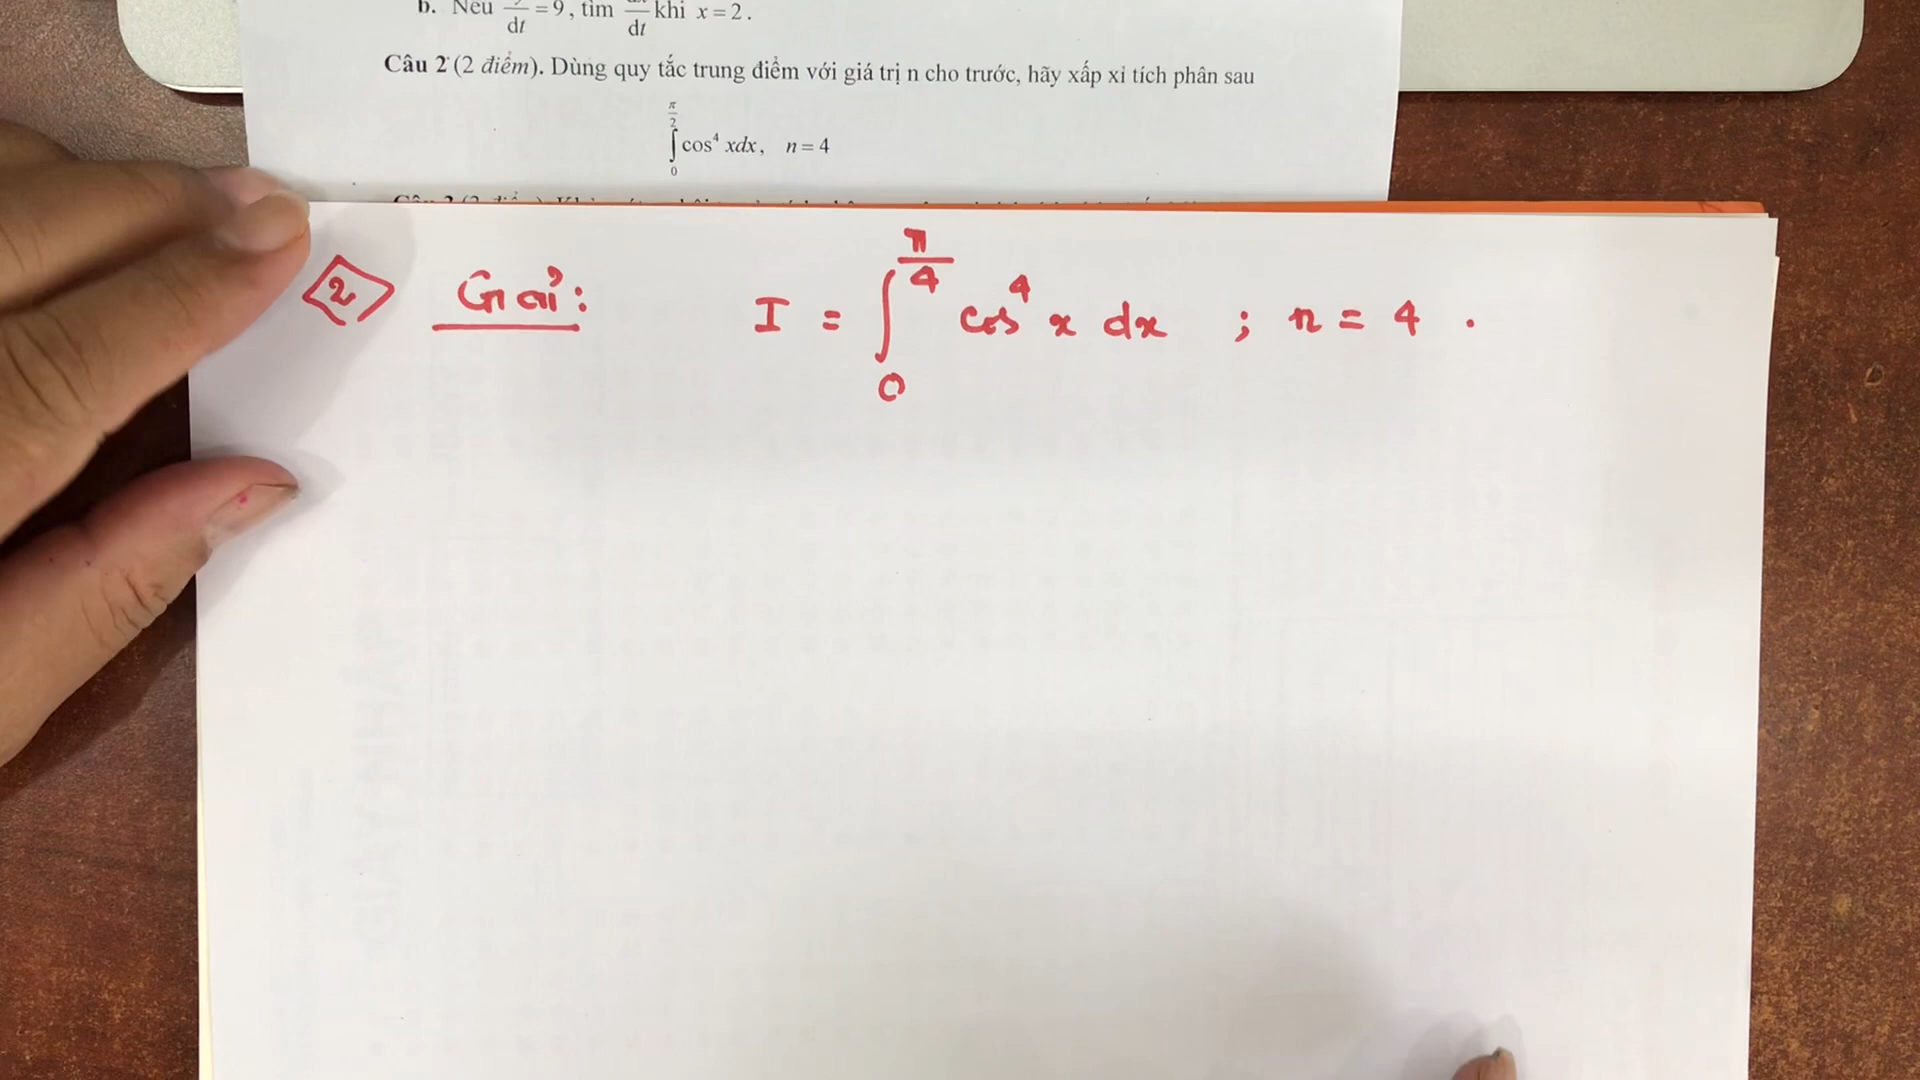 b. Nếu dt = 9, tìm dt khi x = 2.
Câu 2 (2 điểm). Dùng quy tắc trung điểm với giá trị n cho trước, hãy xấp xỉ tích phân sau
∫₀^{π/2} cos⁴ xdx, n = 4
2 Giải: I = ∫₀^{π/4} cos⁴ x dx ; n = 4 .